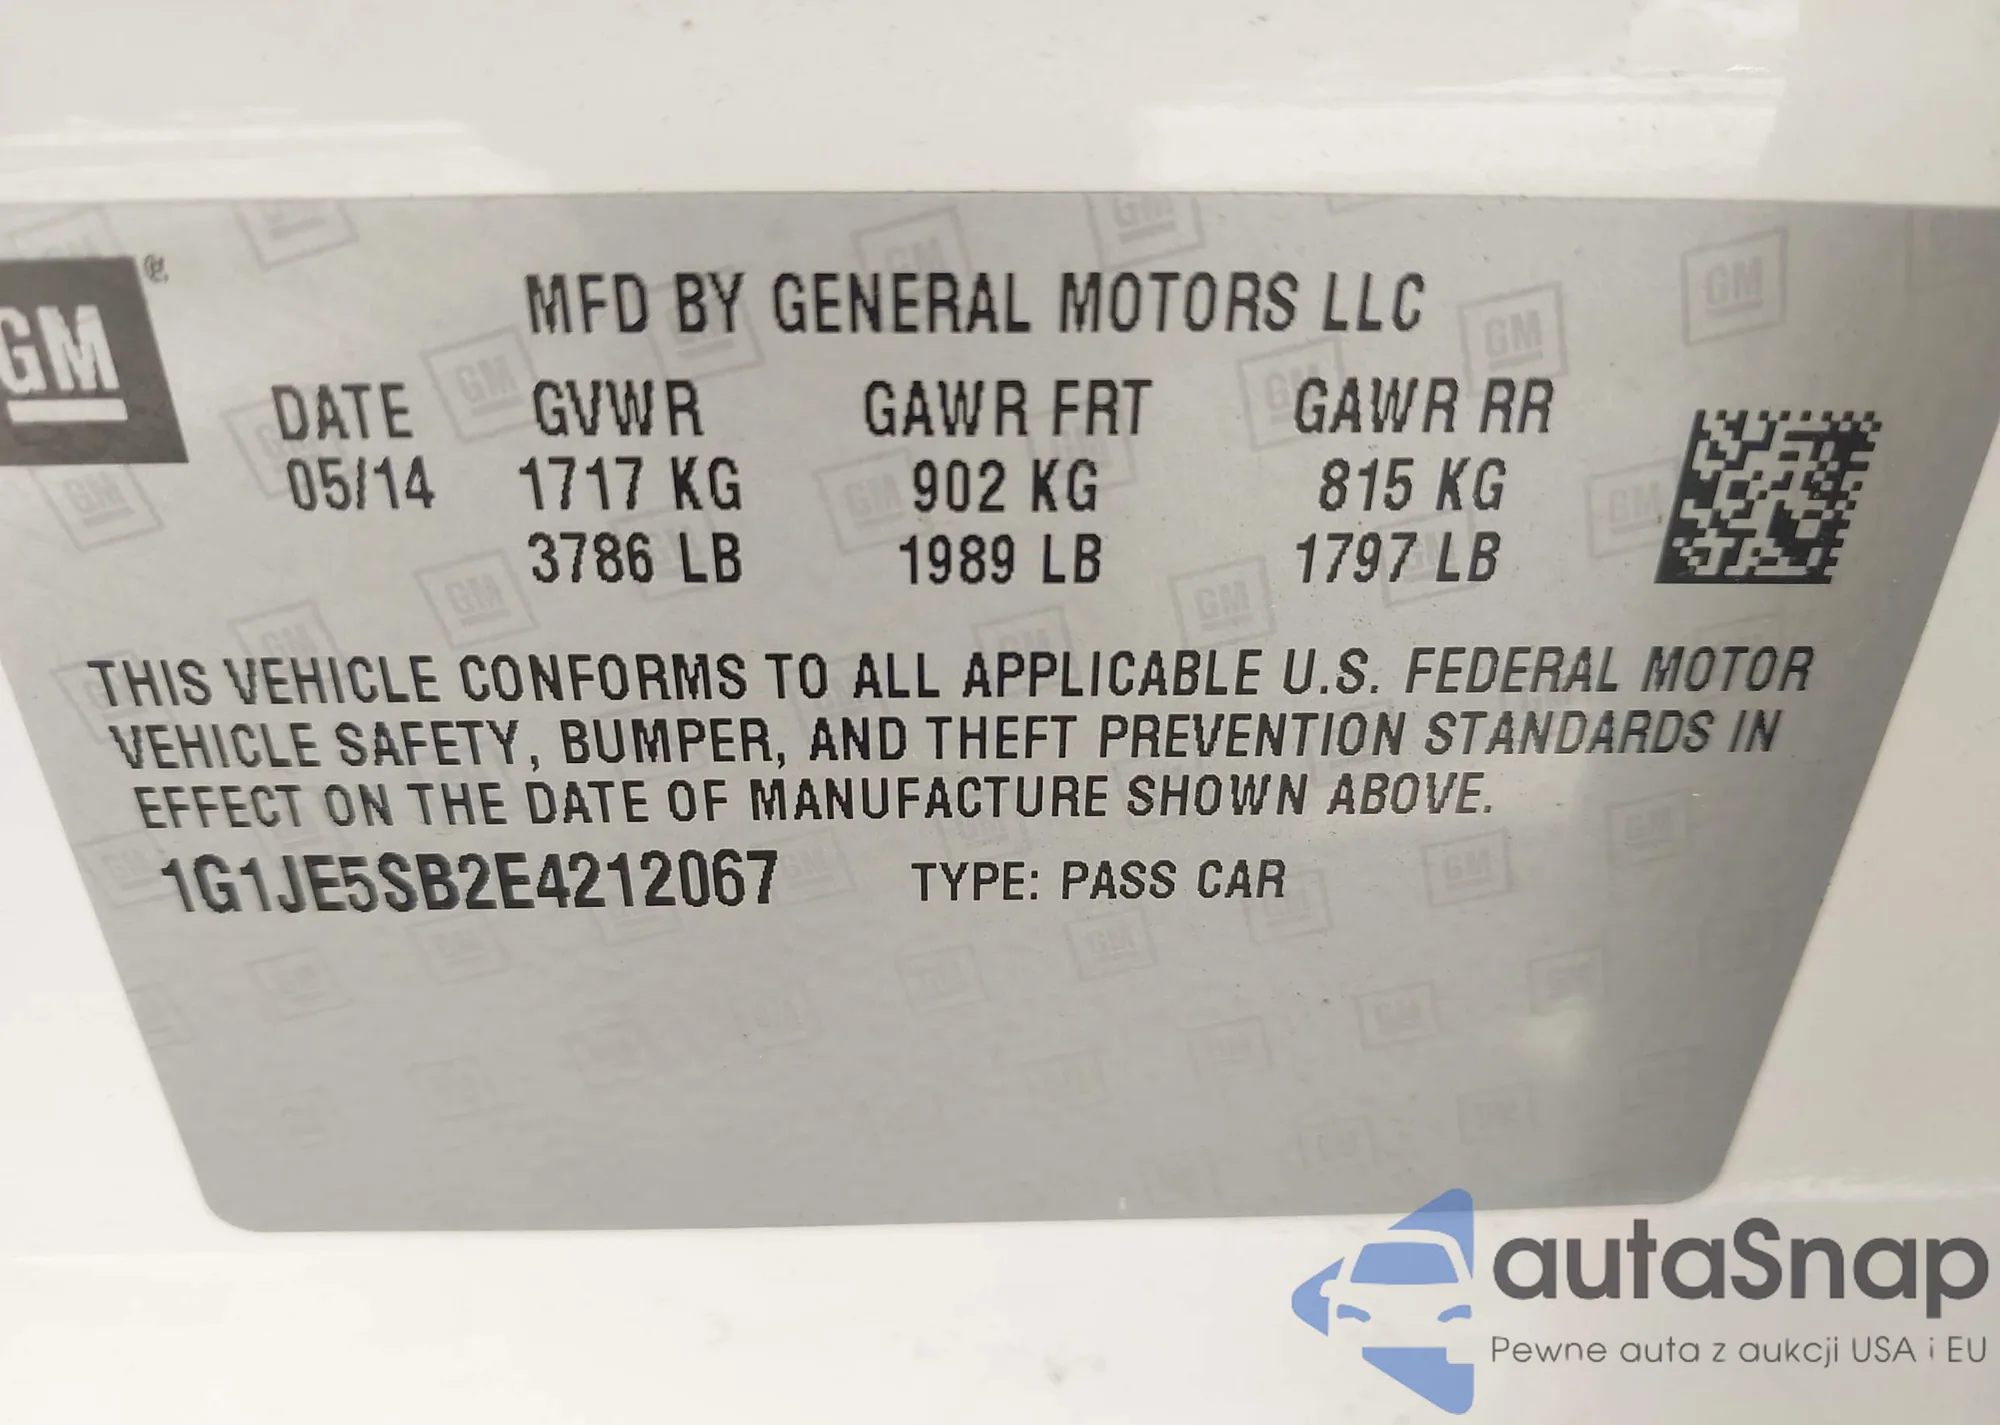 GM ®
MFD BY GENERAL MOTORS LLC
DATE GVWR GAWR FRT GAWR RR
05/14 1717 KG 902 KG 815 KG
3786 LB 1989 LB 1797 LB
THIS VEHICLE CONFORMS TO ALL APPLICABLE U.S. FEDERAL MOTOR
VEHICLE SAFETY, BUMPER, AND THEFT PREVENTION STANDARDS IN
EFFECT ON THE DATE OF MANUFACTURE SHOWN ABOVE.
1G1JE5SB2E4212067 TYPE: PASS CAR
autaSnap
Pewne auta z aukcji USA i EU